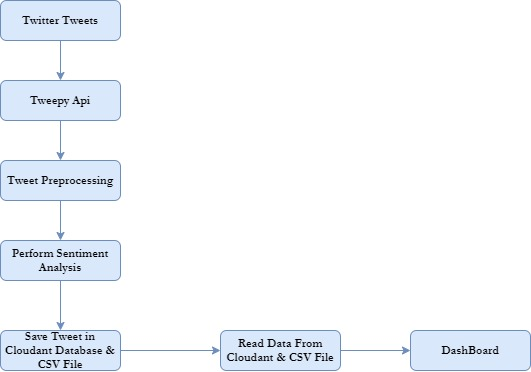 Twitter Tweets
Tweepy Api
Tweet Preprocessing
Perform Sentiment
Analysis
Save Tweet in
Cloudant Database &
CSV File
Read Data From
Cloudant & CSV File
DashBoard